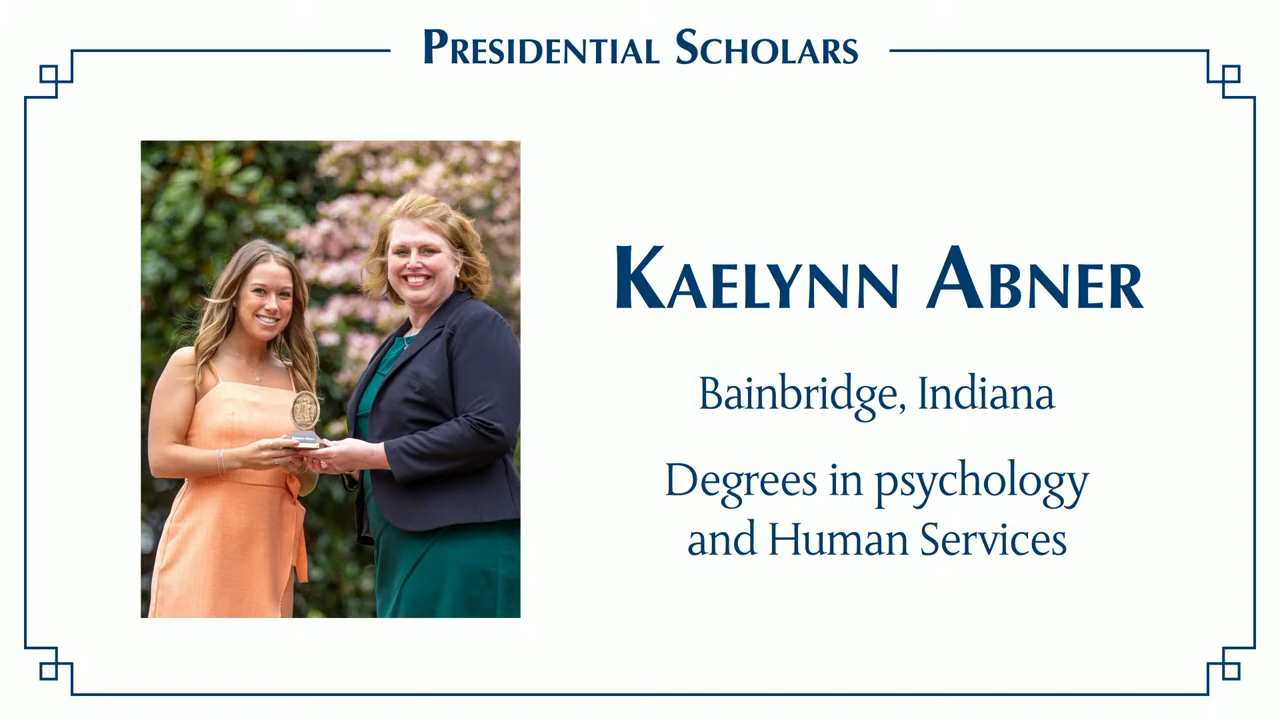 Presidential Scholars
Kaelynn Abner
Bainbridge, Indiana
Degrees in psychology
and Human Services